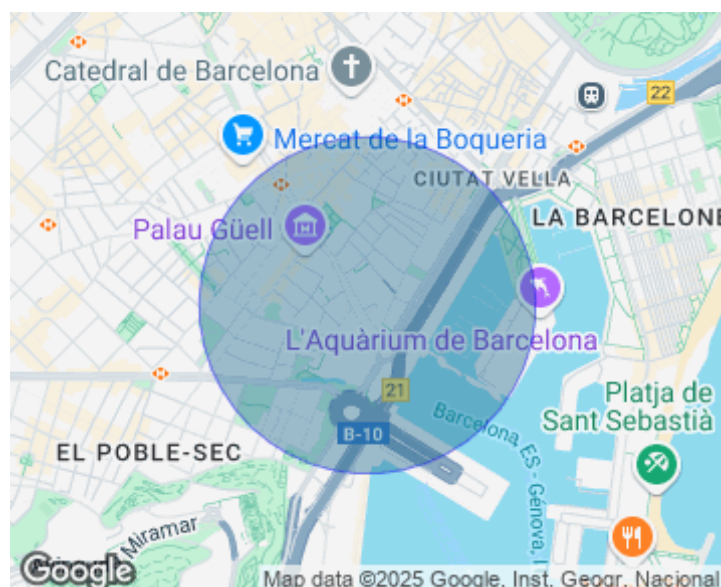 Catedral de Barcelona
22
Mercat de la Boqueria
CIUTAT VELLA
LA BARCELONE
Palau Güell
L'Aquàrium de Barcelona
21
Platja de
Sant Sebastià
B-10
Barcelona, ES - Génova, I
EL POBLE-SEC
Miramar
Google
Map data ©2025 Google, Inst. Geogr. Nacional